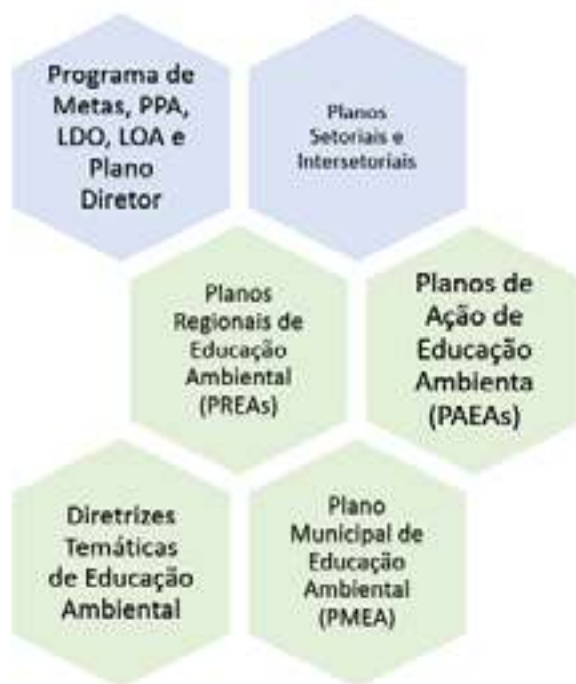 Programa de
Metas, PPA,
LDO, LOA e
Plano
Diretor
Planos
Setoriais e
Intersetoriais
Planos
Regionais de
Educação
Ambiental
(PREAs)
Planos de
Ação de
Educação
Ambienta
(PAEAs)
Diretrizes
Temáticas
de Educação
Ambiental
Plano
Municipal de
Educação
Ambiental
(PMEA)